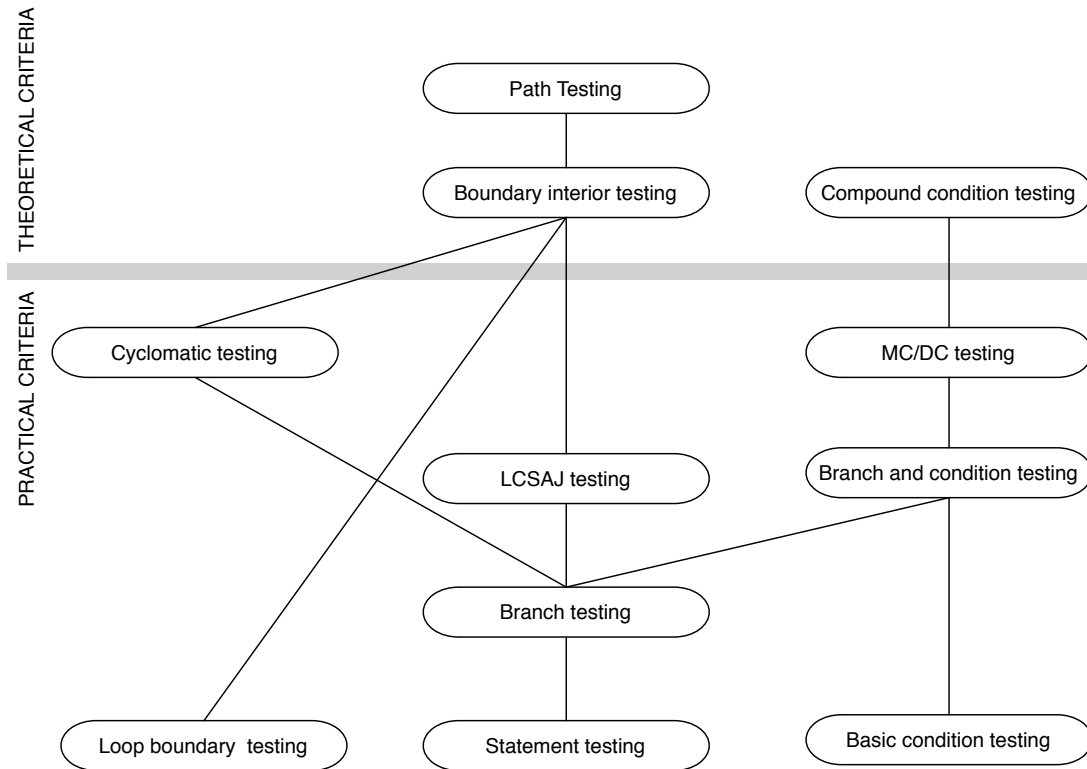 THEORETICAL CRITERIA
Path Testing
Boundary interior testing
Compound condition testing
PRACTICAL CRITERIA
Cyclomatic testing
MC/DC testing
LCSAJ testing
Branch and condition testing
Branch testing
Loop boundary testing
Statement testing
Basic condition testing